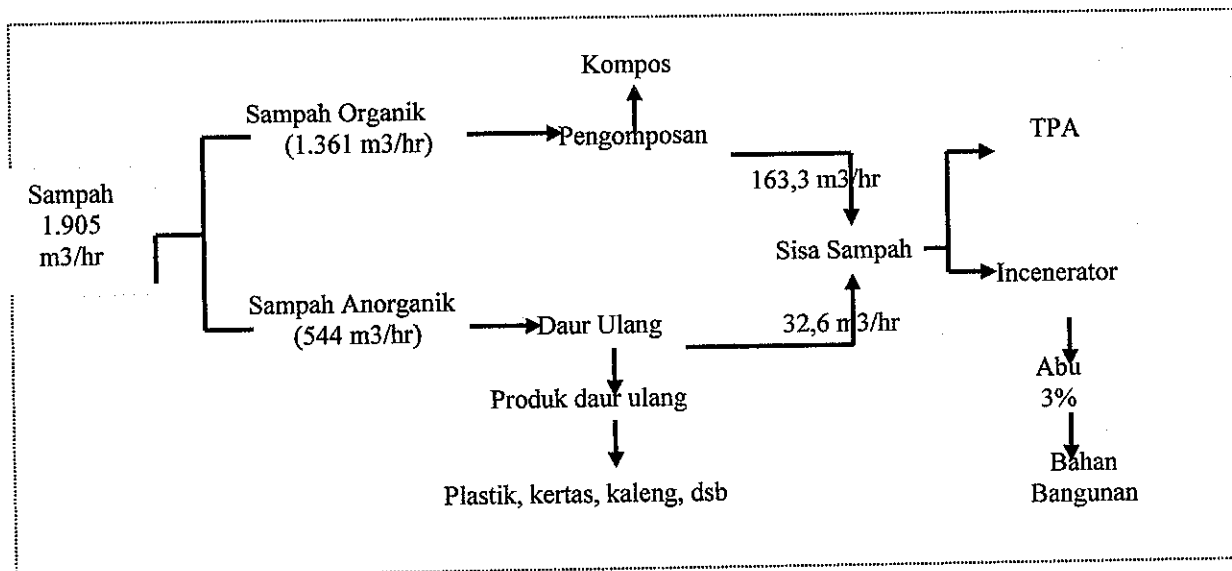 Kompos
Sampah Organik
(1.361 m3/hr)
Pengomposan
TPA
163,3 m3/hr
Sampah
1.905
m3/hr
Sisa Sampah
Incenerator
Sampah Anorganik
(544 m3/hr)
Daur Ulang
32,6 m3/hr
Abu
3%
Produk daur ulang
Bahan
Bangunan
Plastik, kertas, kaleng, dsb